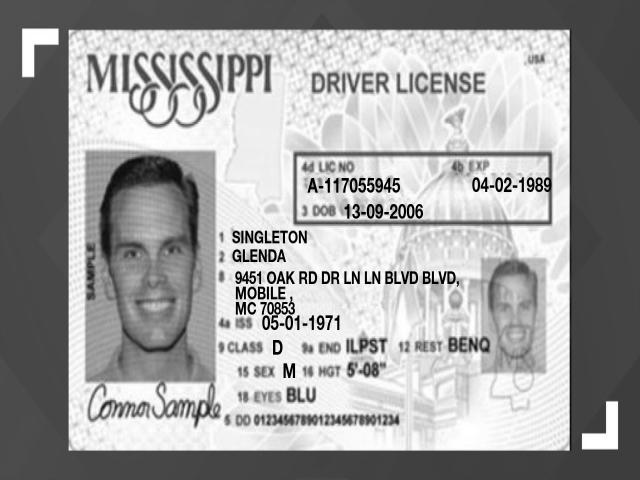 MISSISSIPPI
DRIVER LICENSE
USA
4d LIC NO
4b EXP
A-117055945
04-02-1989
3 DOB 13-09-2006
1 SINGLETON
2 GLENDA
8 9451 OAK RD DR LN LN BLVD BLVD,
MOBILE ,
MC 70853
4a ISS 05-01-1971
9 CLASS D 9a END ILPST 12 REST BENQ
15 SEX M 16 HGT 5'-08"
18 EYES BLU
5 DD 0123456789012345678901234
SAMPLE
Connor Sample